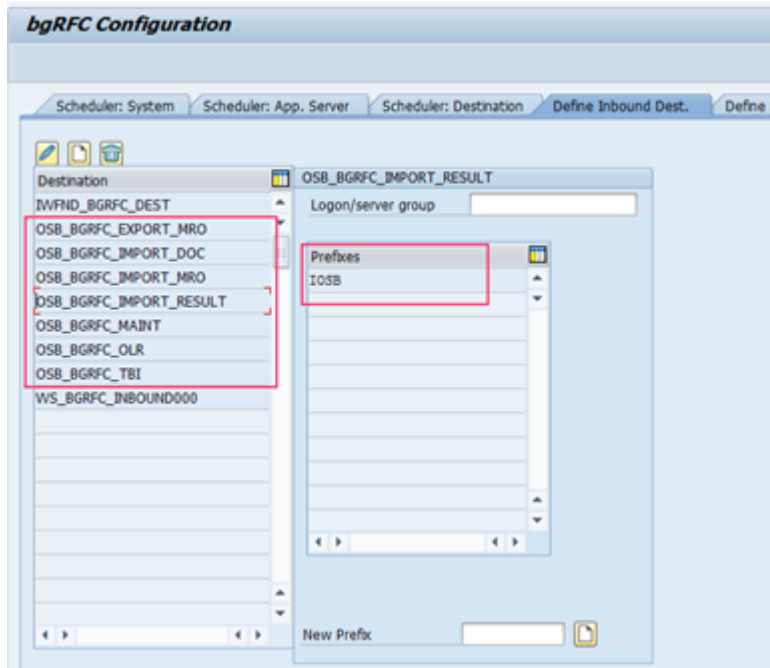 bgRFC Configuration
Scheduler: System
Scheduler: App. Server
Scheduler: Destination
Define Inbound Dest.
Define
Destination
IWFND_BGRFC_DEST
OSB_BGRFC_EXPORT_MRO
OSB_BGRFC_IMPORT_DOC
OSB_BGRFC_IMPORT_MRO
OSB_BGRFC_IMPORT_RESULT
OSB_BGRFC_MAINT
OSB_BGRFC_OLR
OSB_BGRFC_TBI
WS_BGRFC_INBOUND000
OSB_BGRFC_IMPORT_RESULT
Logon/server group
Prefixes
IOSB
New Prefix